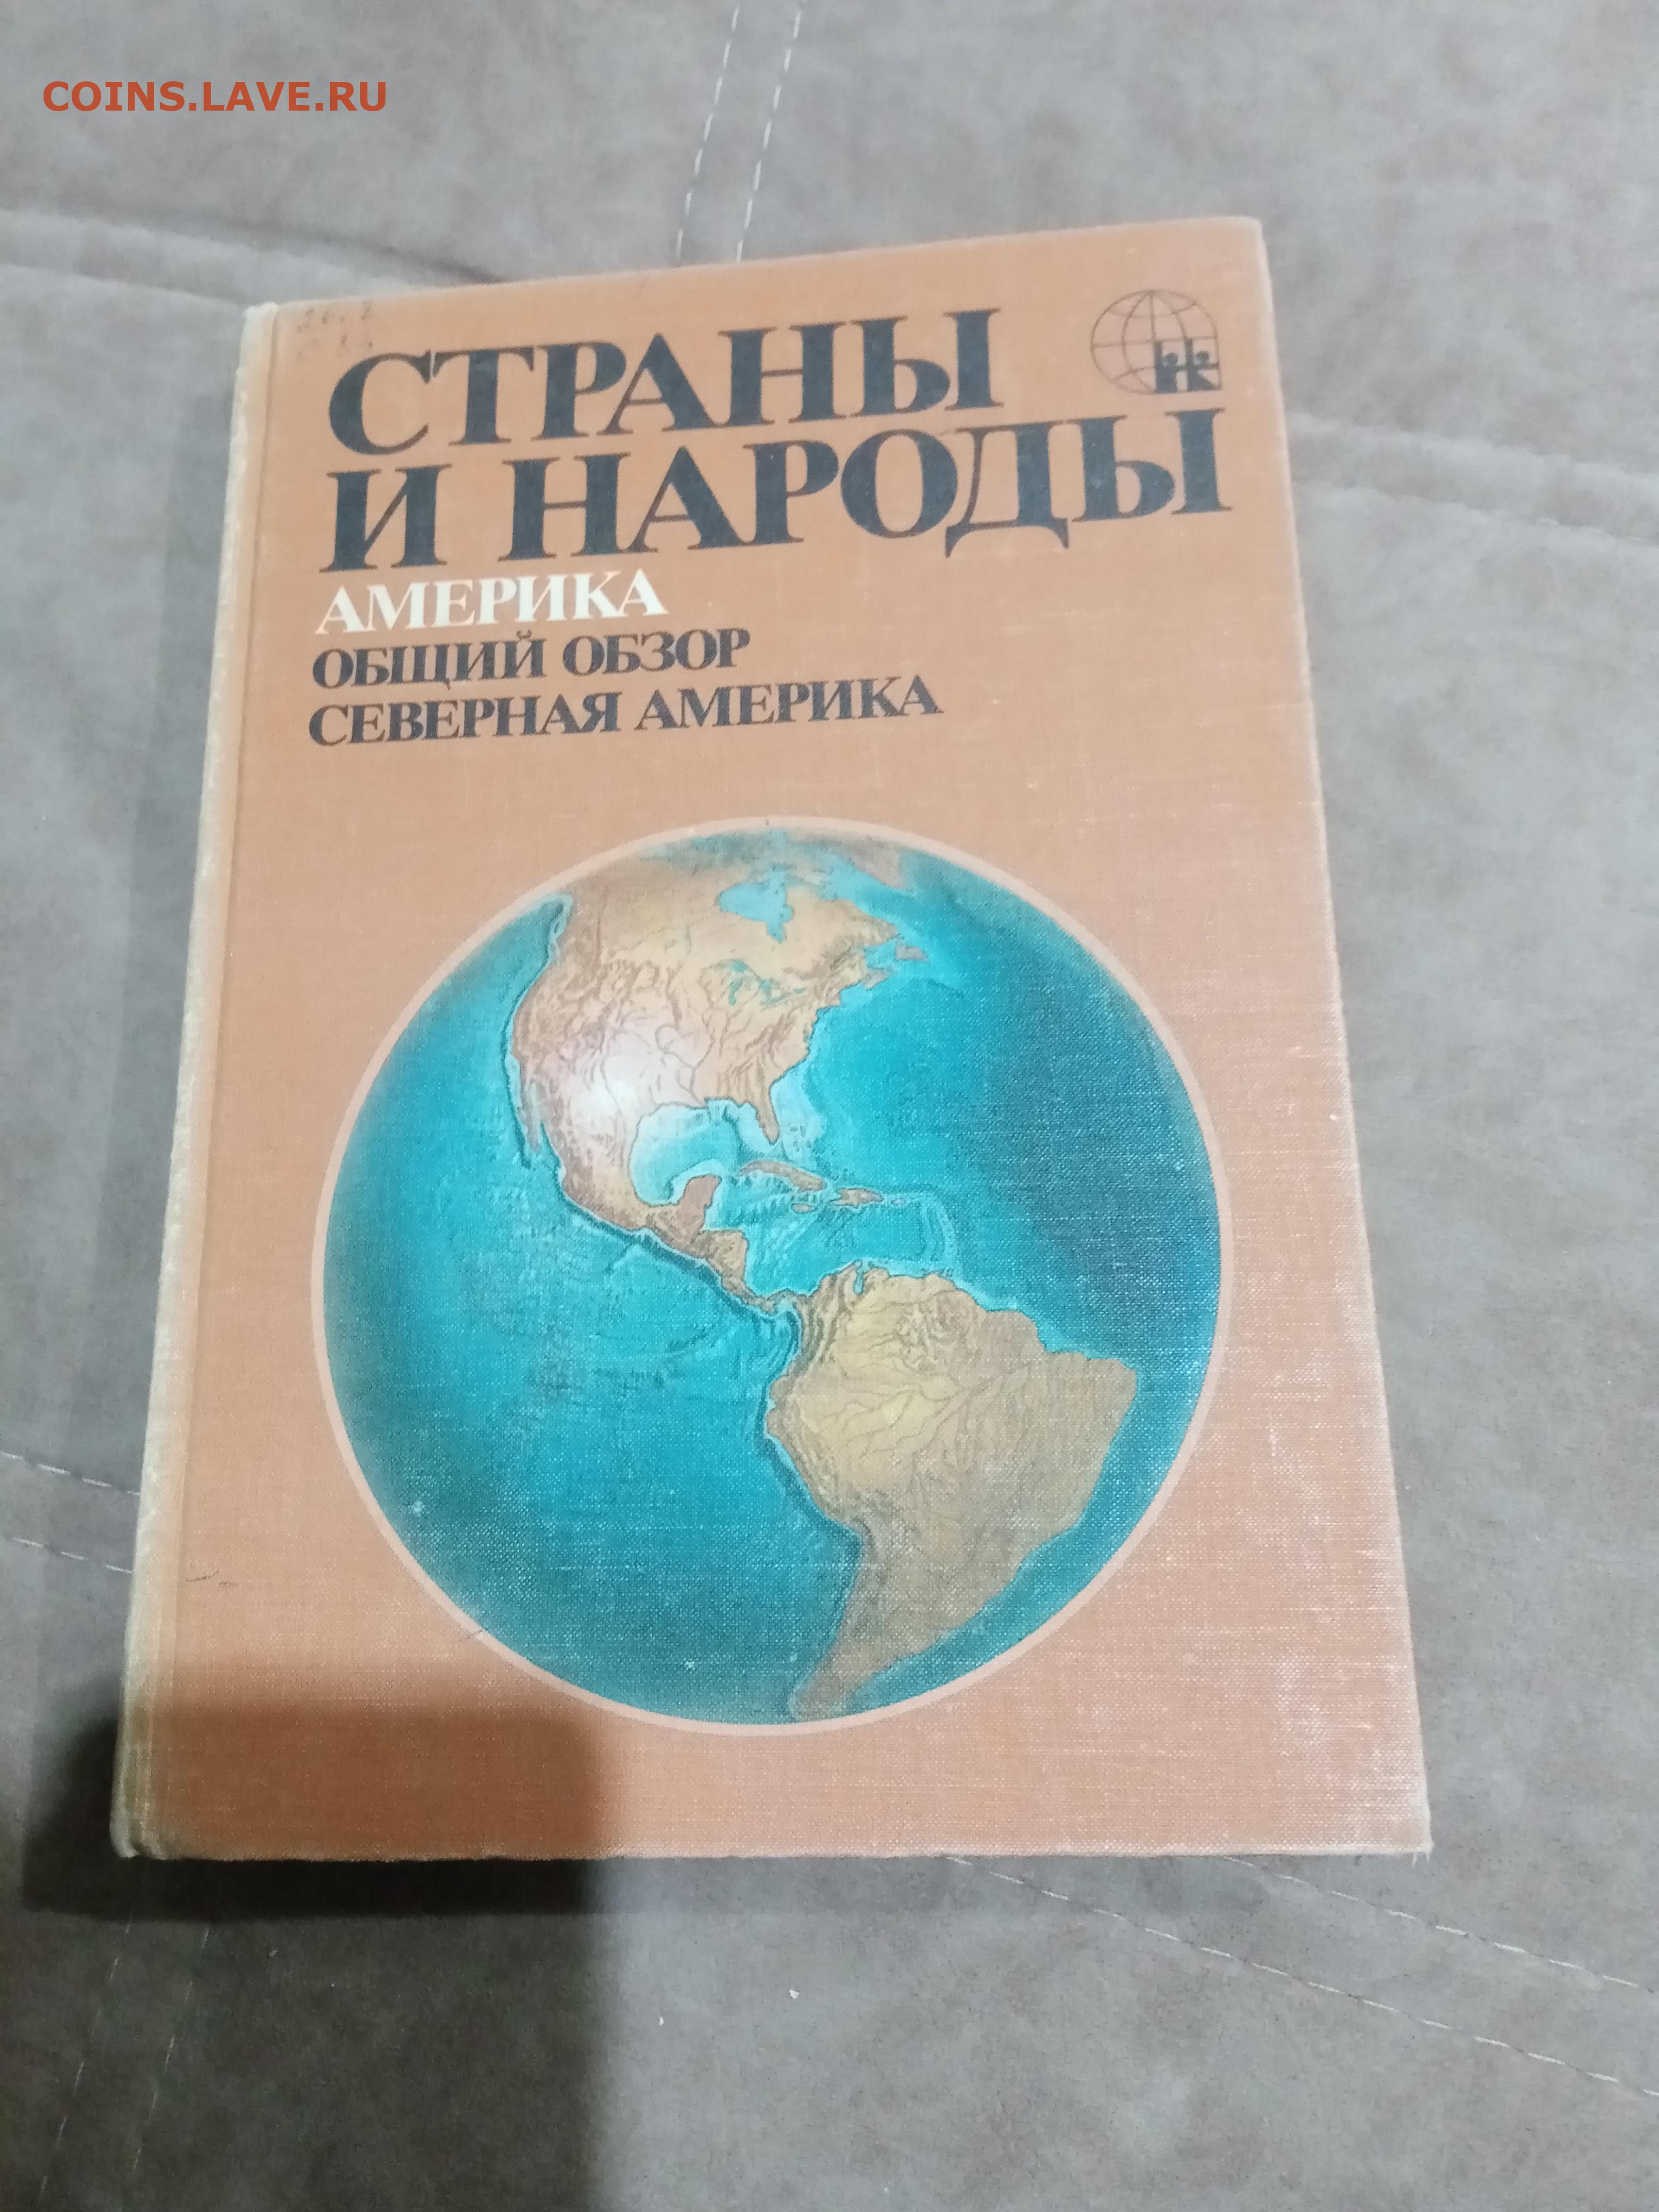 COINS.LAVE.RU
СТРАНЫ
И НАРОДЫ
АМЕРИКА
ОБЩИЙ ОБЗОР
СЕВЕРНАЯ АМЕРИКА